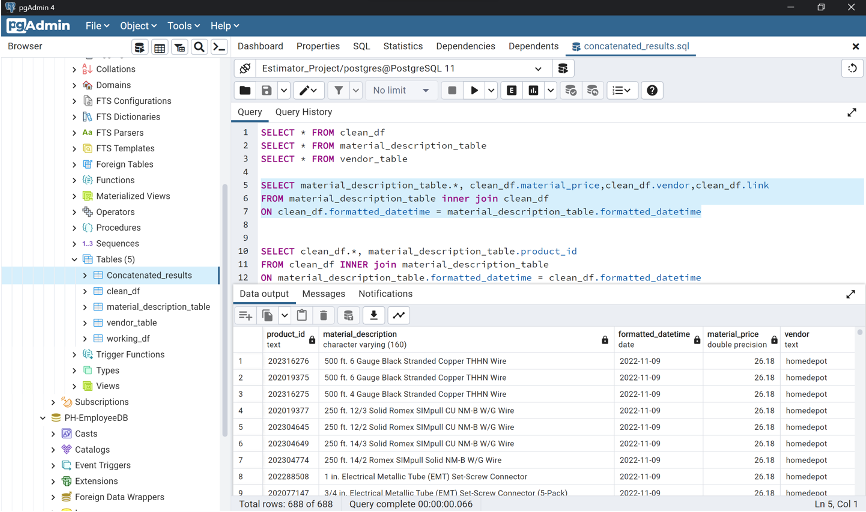 pgAdmin 4
pgAdmin File Object Tools Help
Browser
Dashboard Properties SQL Statistics Dependencies Dependents concatenated_results.sql
Collations
Domains
FTS Configurations
FTS Dictionaries
Aa FTS Parsers
FTS Templates
Foreign Tables
Functions
Materialized Views
Operators
Procedures
1..3 Sequences
Tables (5)
Concatenated_results
clean_df
material_description_table
vendor_table
working_df
Trigger Functions
Types
Views
Subscriptions
PH-EmployeeDB
Casts
Catalogs
Event Triggers
Extensions
Foreign Data Wrappers
Estimator_Project/postgres@PostgreSQL 11
No limit
E
Query Query History
1 SELECT * FROM clean_df
2 SELECT * FROM material_description_table
3 SELECT * FROM vendor_table
4
5 SELECT material_description_table.*, clean_df.material_price,clean_df.vendor,clean_df.link
6 FROM material_description_table inner join clean_df
7 ON clean_df.formatted_datetime = material_description_table.formatted_datetime
8
9
10 SELECT clean_df.*, material_description_table.product_id
11 FROM clean_df INNER join material_description_table
12 ON material_description_table.formatted_datetime = clean_df.formatted_datetime
Data output Messages Notifications
product_id material_description formatted_datetime material_price vendor
text character varying (160) date double precision text
1 202316276 500 ft. 6 Gauge Black Stranded Copper THHN Wire 2022-11-09 26.18 homedepot
2 202019375 500 ft. 6 Gauge Black Stranded Copper THHN Wire 2022-11-09 26.18 homedepot
3 202316275 500 ft. 4 Gauge Black Stranded Copper THHN Wire 2022-11-09 26.18 homedepot
4 202019377 250 ft. 12/3 Solid Romex SIMpull CU NM-B W/G Wire 2022-11-09 26.18 homedepot
5 202304645 250 ft. 12/2 Solid Romex SIMpull CU NM-B W/G Wire 2022-11-09 26.18 homedepot
6 202304649 250 ft. 14/3 Solid Romex SIMpull CU NM-B W/G Wire 2022-11-09 26.18 homedepot
7 202304774 250 ft. 14/2 Romex SIMpull Solid NM-B W/G Wire 2022-11-09 26.18 homedepot
8 202288508 1 in. Electrical Metallic Tube (EMT) Set-Screw Connector 2022-11-09 26.18 homedepot
9 202077147 3/4 in. Electrical Metallic Tube (EMT) Set-Screw Connector (5-Pack) 2022-11-09 26.18 homedepot
Total rows: 688 of 688 Query complete 00:00:00.066 Ln 5, Col 1